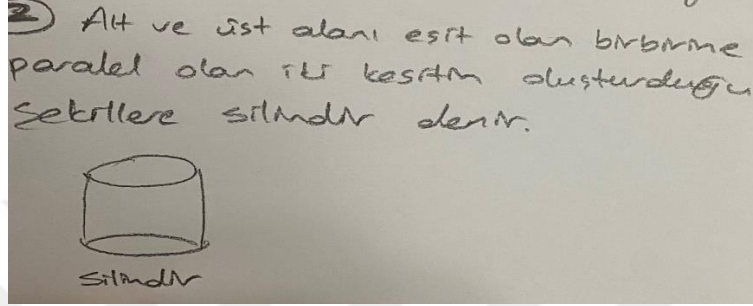 2) Alt ve üst alanı eşit olan birbirine
paralel olan iki kesitin oluşturduğu
şekillere silindir denir.
silindir